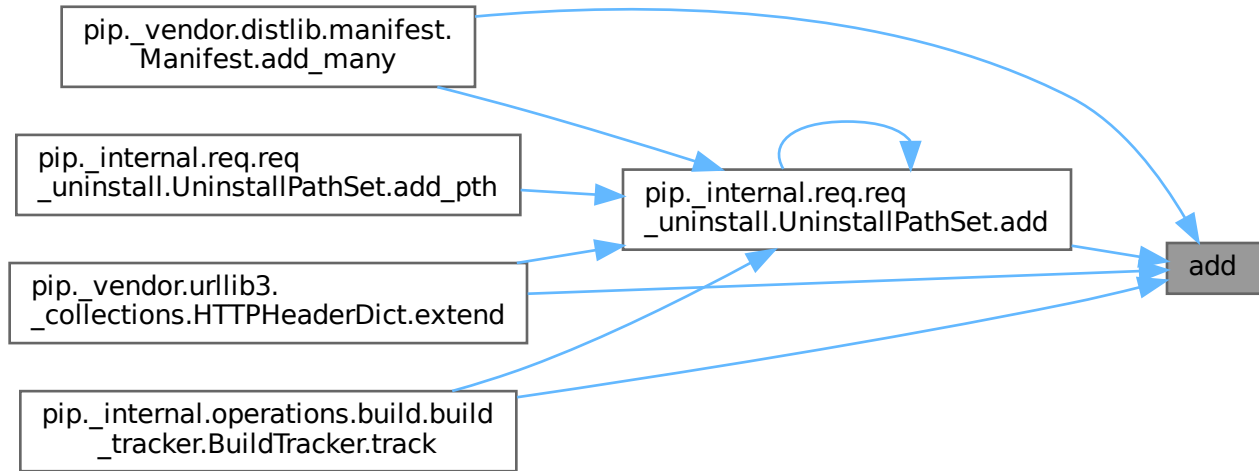 pip._vendor.distlib.manifest.
Manifest.add_many
pip._internal.req.req
_uninstall.UninstallPathSet.add_pth
pip._internal.req.req
_uninstall.UninstallPathSet.add
add
pip._vendor.urllib3.
_collections.HTTPHeaderDict.extend
pip._internal.operations.build.build
_tracker.BuildTracker.track